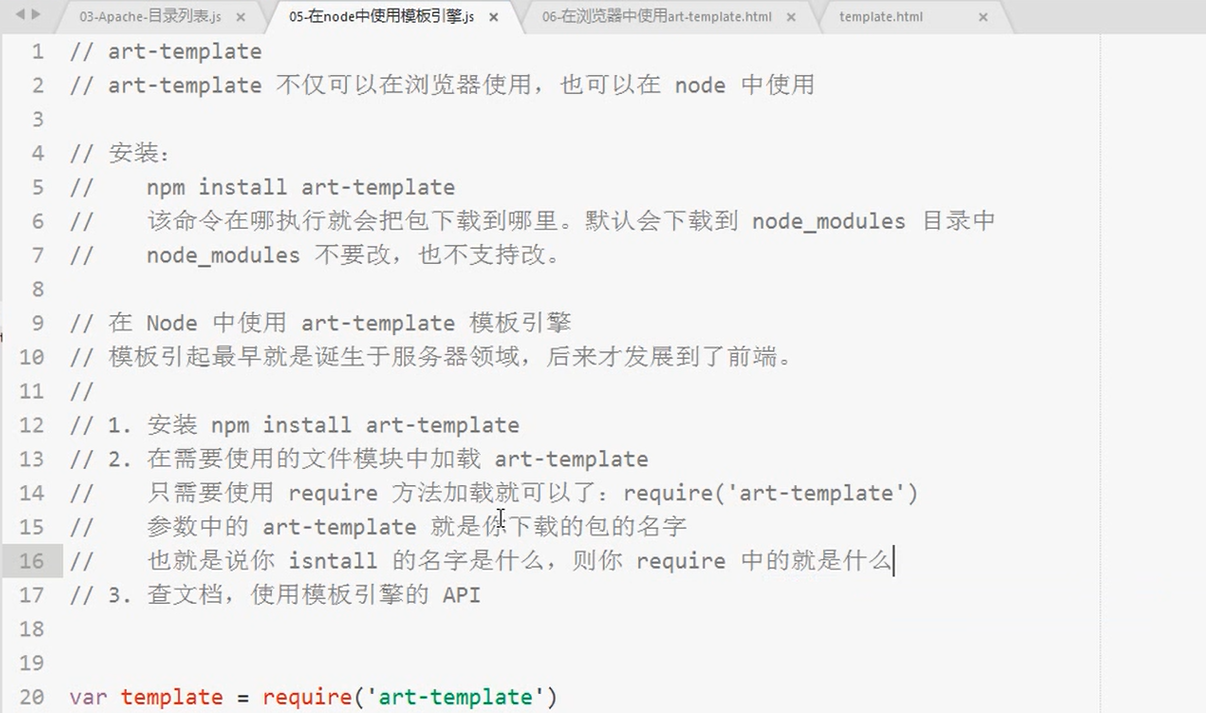 03-Apache-目录列表.js × 05-在node中使用模板引擎.js × 06-在浏览器中使用art-template.html × template.html ×
1 // art-template
2 // art-template 不仅可以在浏览器使用，也可以在 node 中使用
3
4 // 安装：
5 // npm install art-template
6 // 该命令在哪执行就会把包下载到哪里。默认会下载到 node_modules 目录中
7 // node_modules 不要改，也不支持改。
8
9 // 在 Node 中使用 art-template 模板引擎
10 // 模板引起最早就是诞生于服务器领域，后来才发展到了前端。
11 //
12 // 1. 安装 npm install art-template
13 // 2. 在需要使用的文件模块中加载 art-template
14 // 只需要使用 require 方法加载就可以了：require('art-template')
15 // 参数中的 art-template 就是你下载的包的名字
16 // 也就是说你 isntall 的名字是什么，则你 require 中的就是什么
17 // 3. 查文档，使用模板引擎的 API
18
19
20 var template = require('art-template')